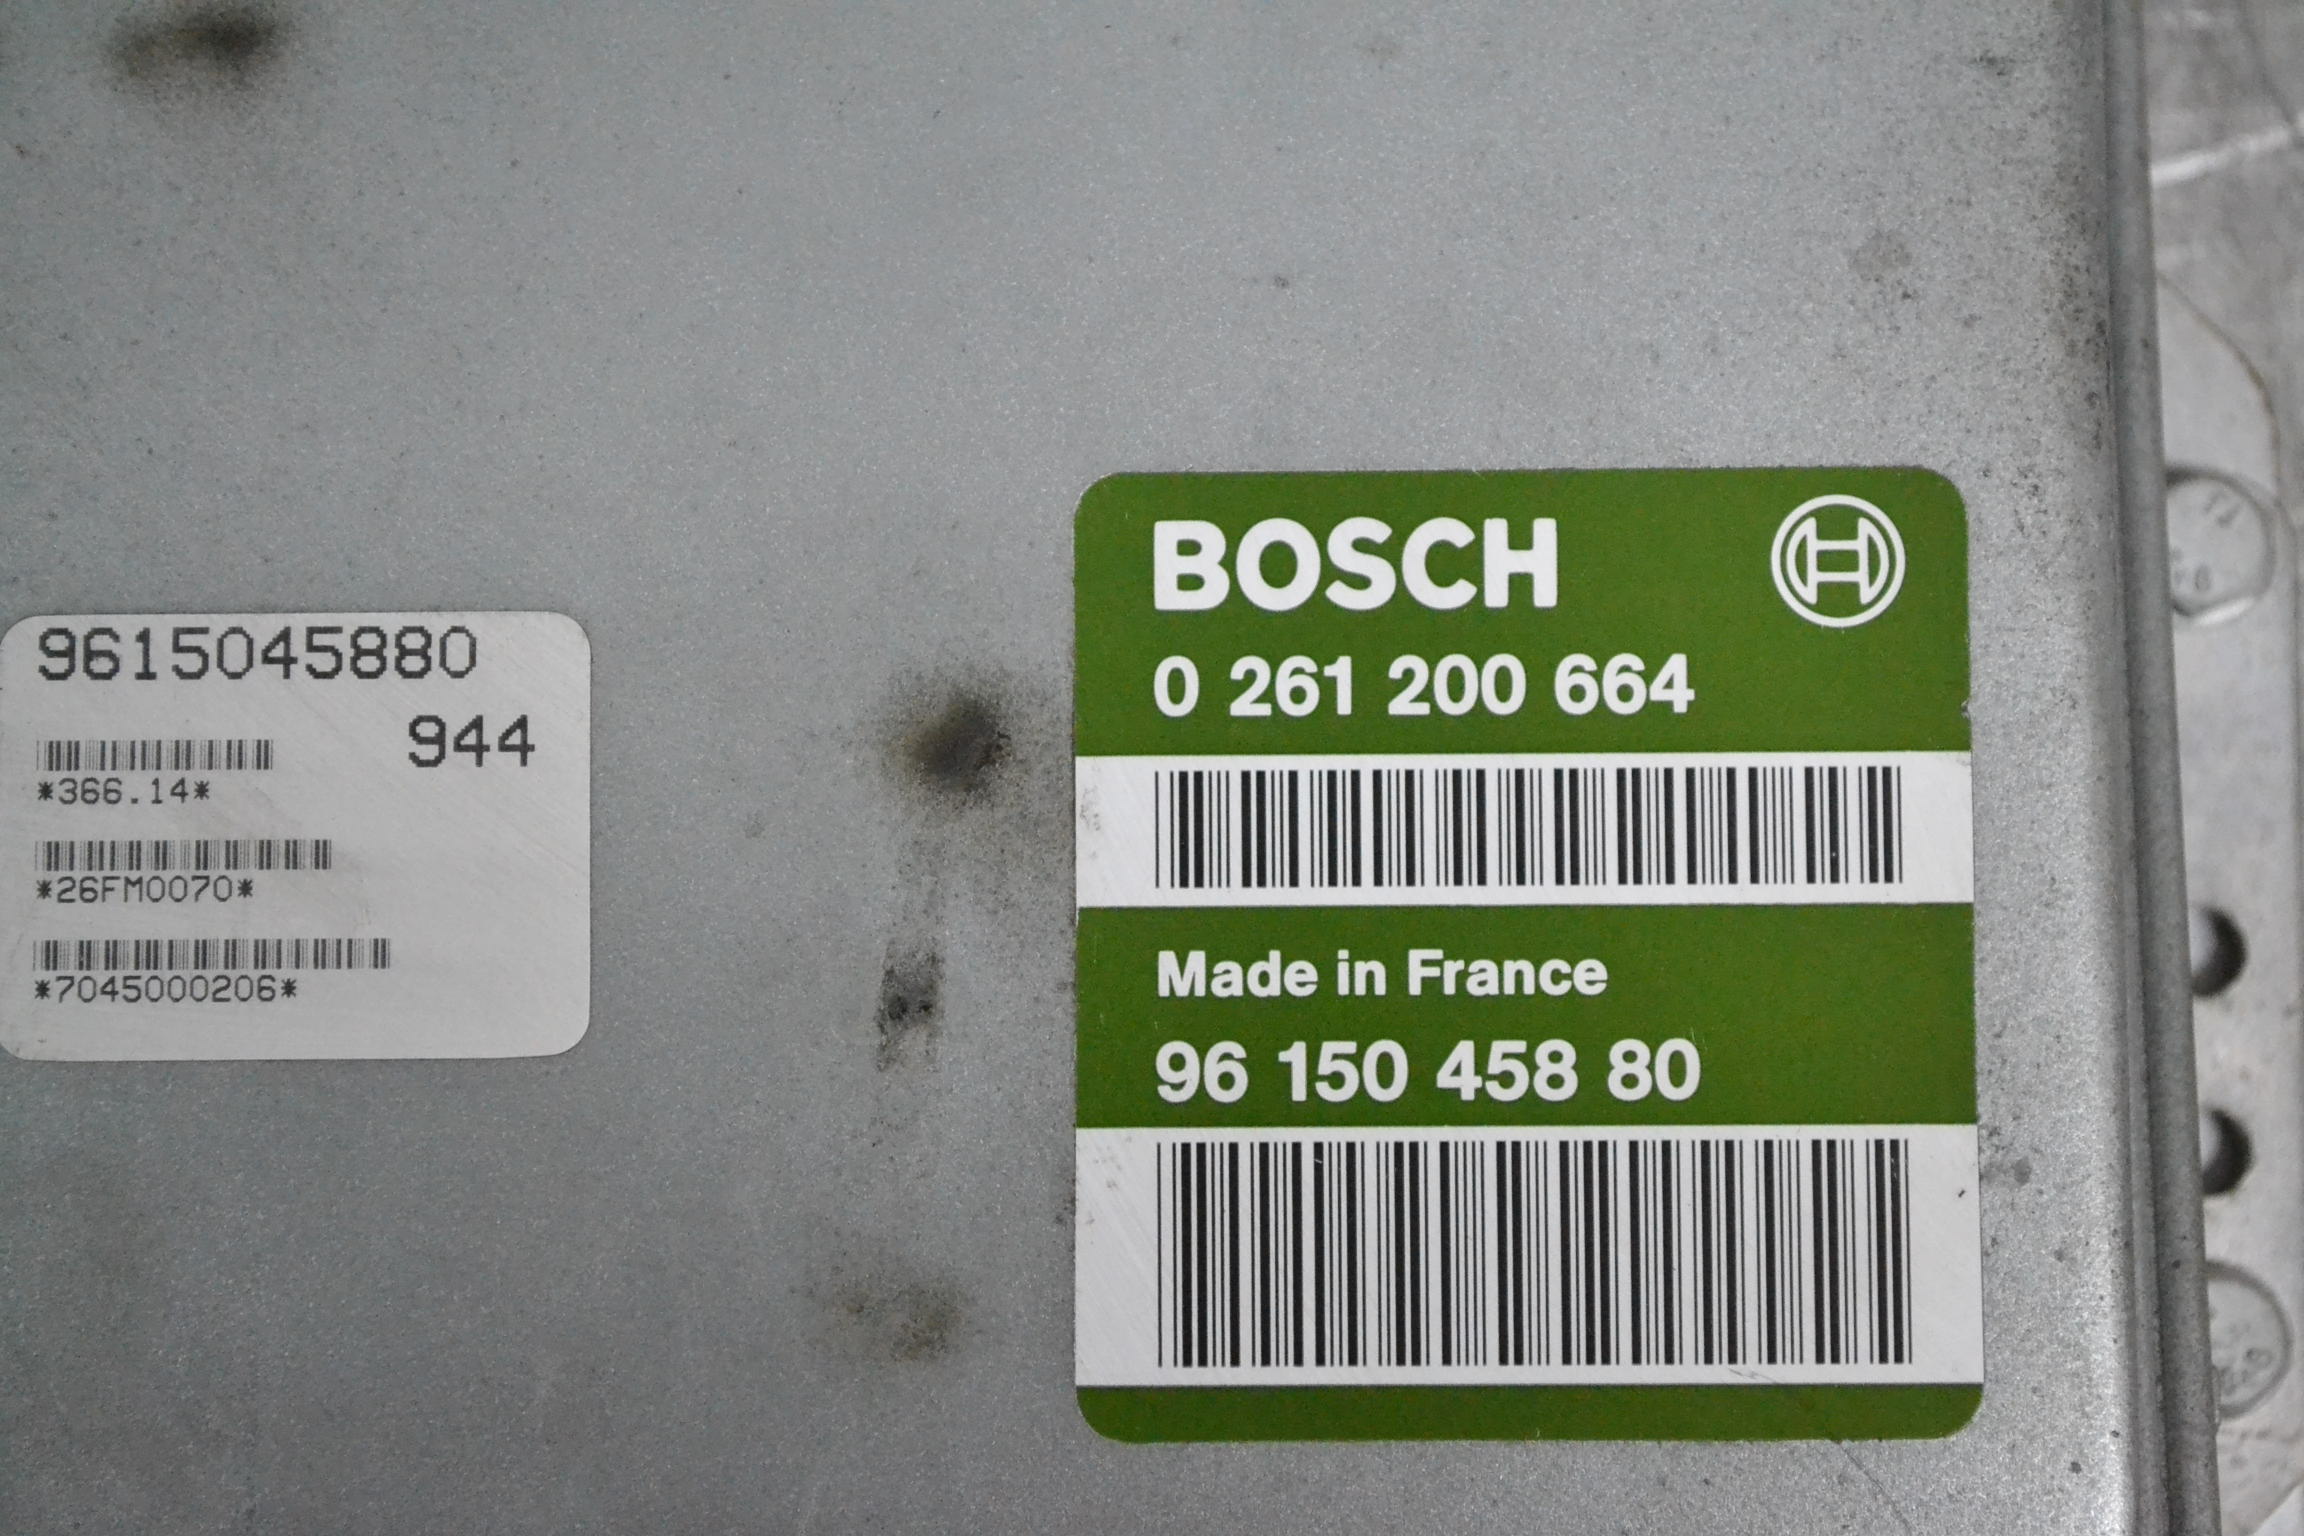 9615045880
944
*366.14*
*26FM0070*
*7045000206*
BOSCH
0 261 200 664
Made in France
96 150 458 80